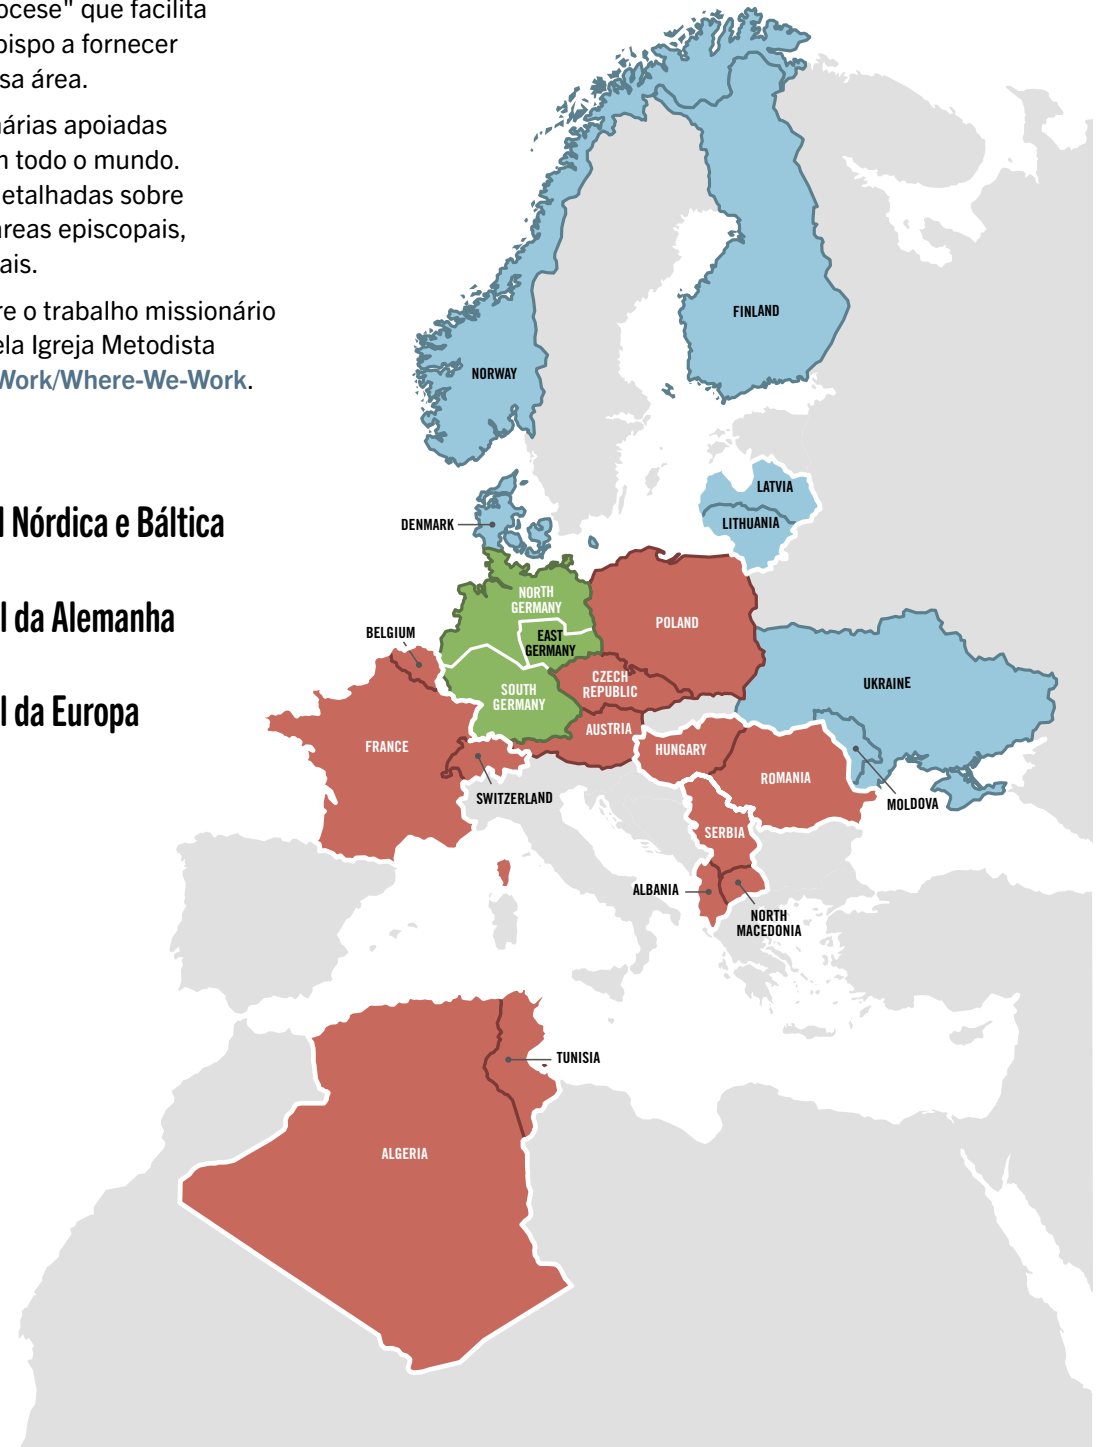 ocese" que facilita
bispo a fornecer
sa área.
nárias apoiadas
m todo o mundo.
detalhadas sobre
áreas episcopais,
ais.
re o trabalho missionário
ela Igreja Metodista
Work/Where-We-Work.
l Nórdica e Báltica
l da Alemanha
l da Europa
FINLAND
NORWAY
LATVIA
LITHUANIA
DENMARK
NORTH
GERMANY
EAST
GERMANY
POLAND
BELGIUM
CZECH
REPUBLIC
SOUTH
GERMANY
UKRAINE
AUSTRIA
FRANCE
HUNGARY
ROMANIA
SWITZERLAND
MOLDOVA
SERBIA
ALBANIA
NORTH
MACEDONIA
TUNISIA
ALGERIA